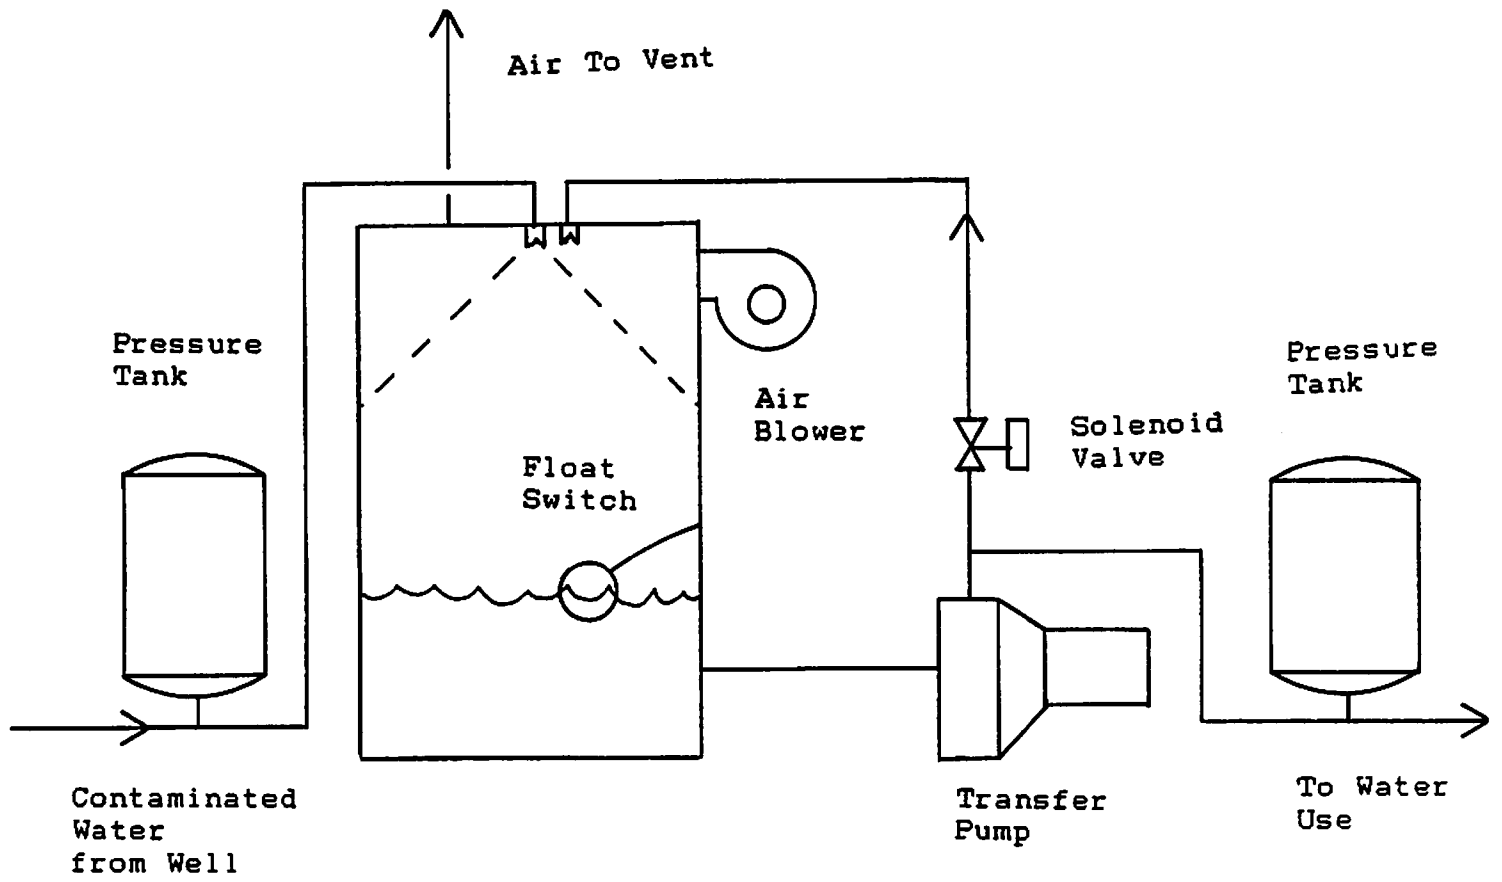 Air To Vent
Pressure
Tank
Air
Blower
Float
Switch
Solenoid
Valve
Pressure
Tank
Contaminated
Water
from Well
Transfer
Pump
To Water
Use